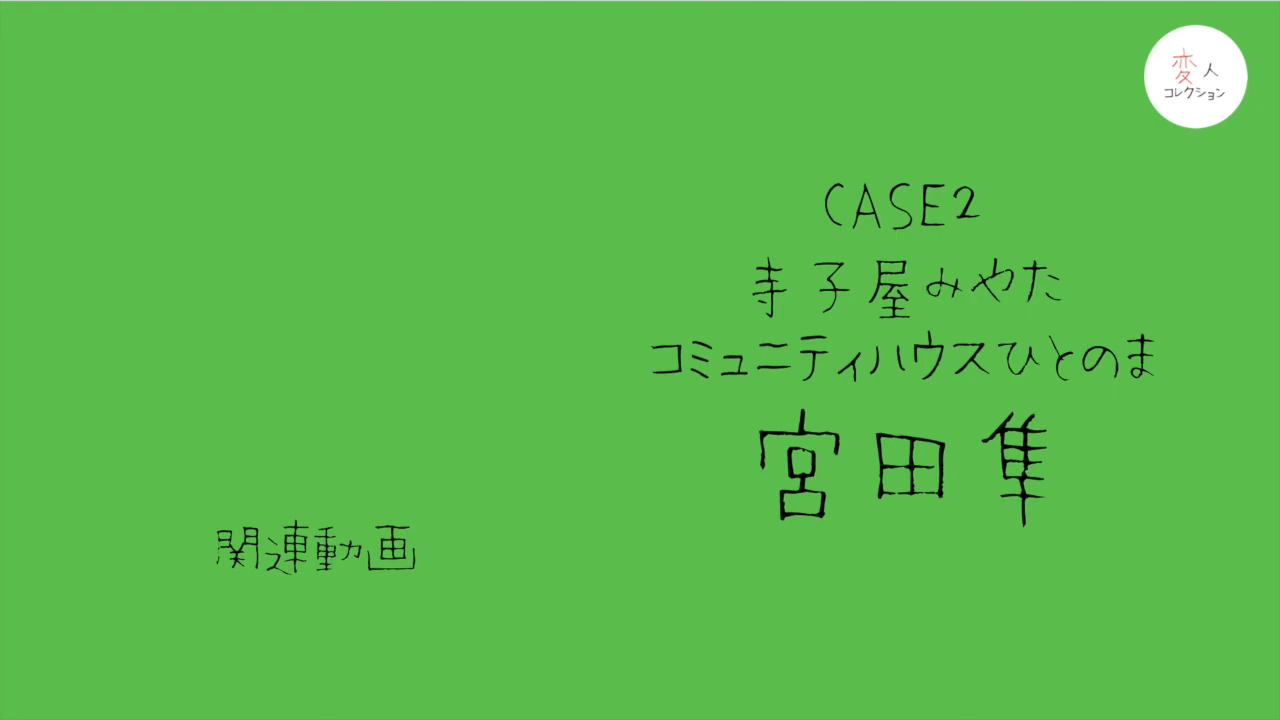 変人
コレクション
CASE2
寺子屋みやた
コミュニティハウスひとのま
宮田隼
関連動画